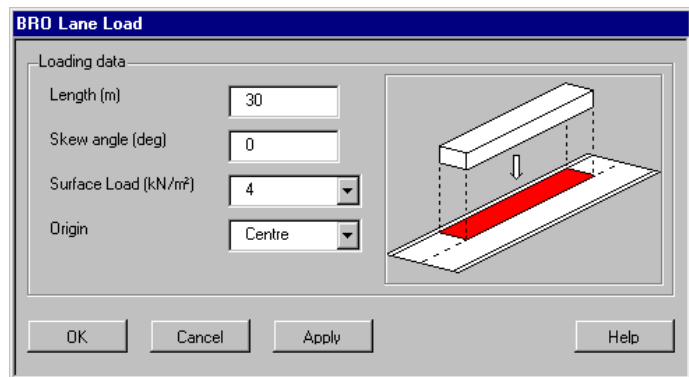 BRO Lane Load
Loading data
Length (m) 30
Skew angle (deg) 0
Surface Load (kN/m²) 4
Origin Centre
OK Cancel Apply Help